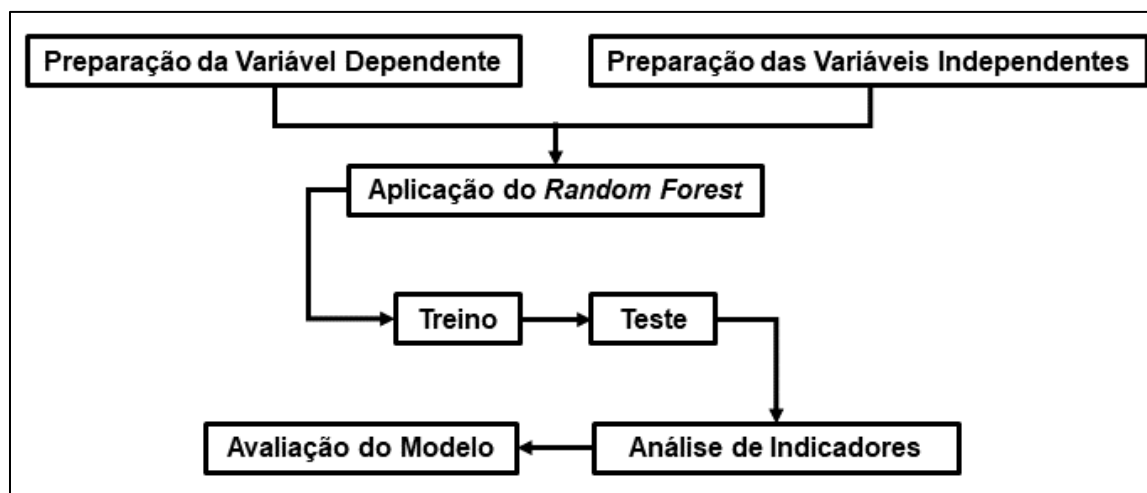 Preparação da Variável Dependente
Preparação das Variáveis Independentes
Aplicação do Random Forest
Treino
Teste
Avaliação do Modelo
Análise de Indicadores